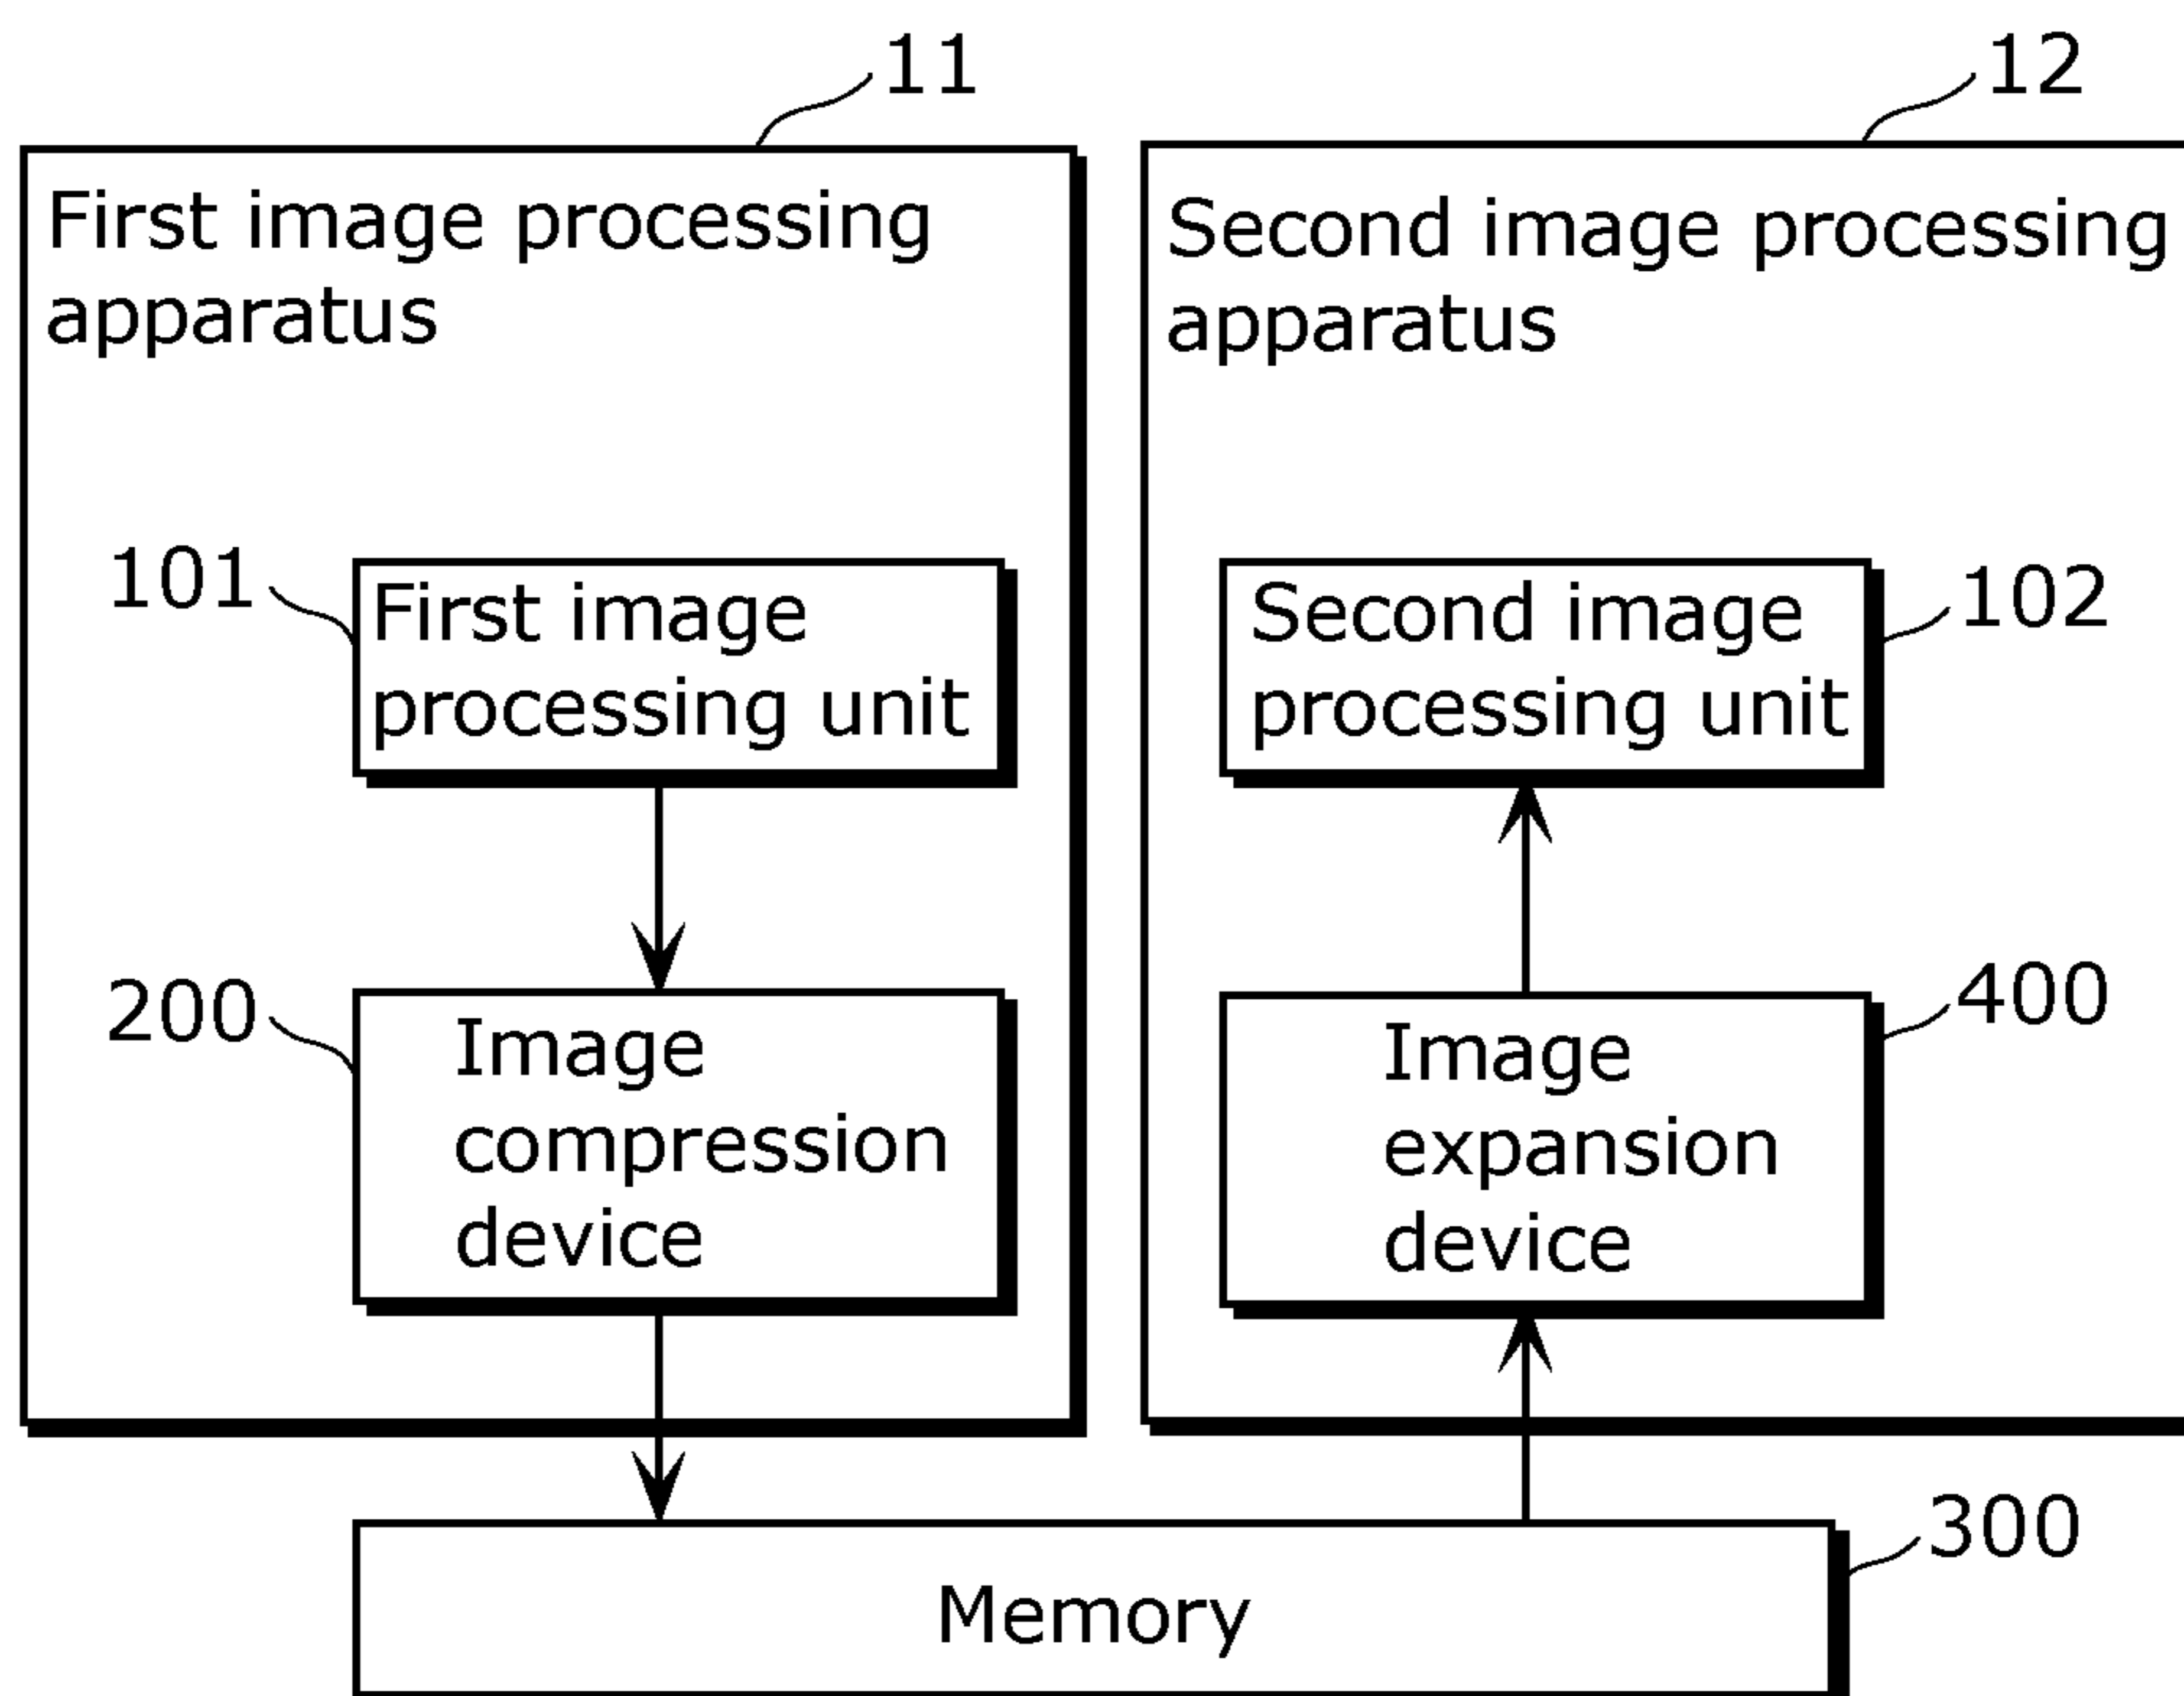 11
12
First image processing
apparatus
Second image processing
apparatus
101
First image
processing unit
Second image
processing unit
102
200
Image
compression
device
Image
expansion
device
400
300
Memory